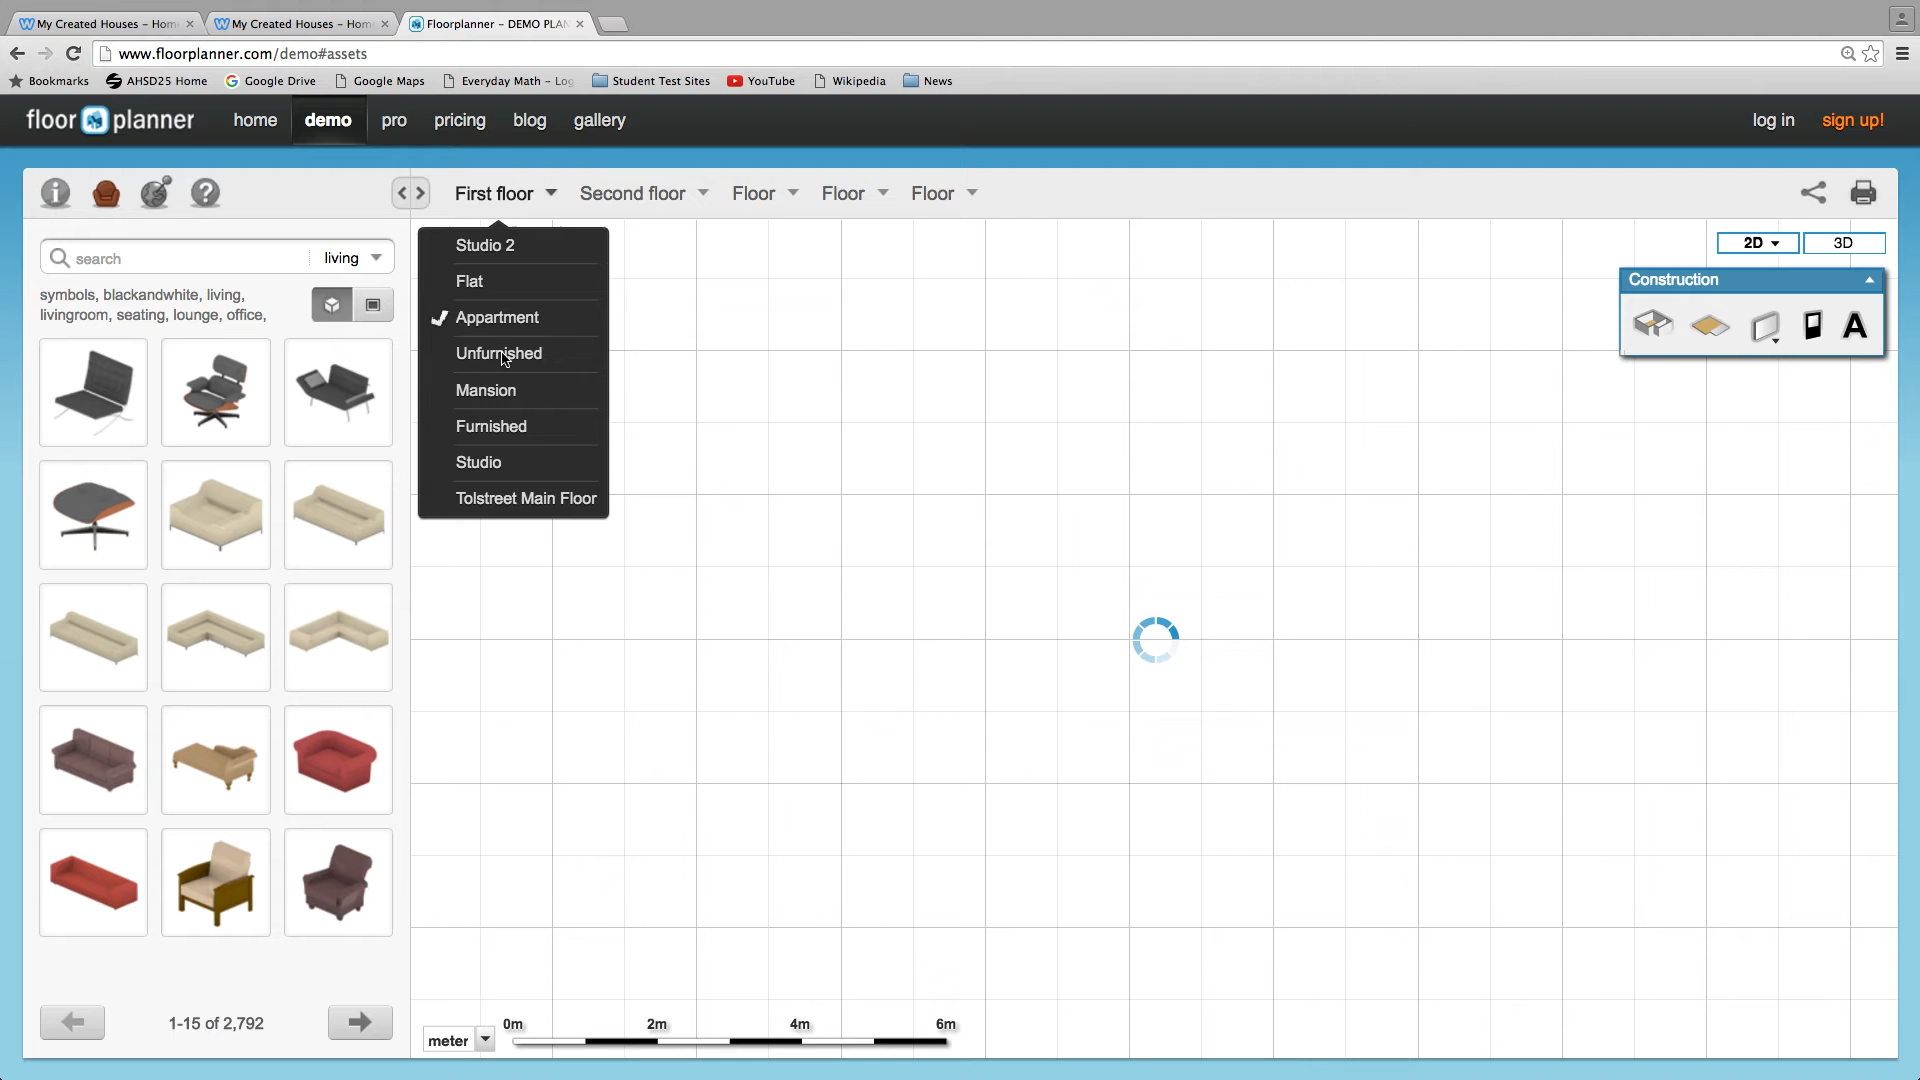 My Created Houses - Hom
My Created Houses - Hom
Floorplanner - DEMO PLAN
www.floorplanner.com/demo#assets
Bookmarks
AHSD25 Home
Google Drive
Google Maps
Everyday Math - Log
Student Test Sites
YouTube
Wikipedia
News
floor planner
home
demo
pro
pricing
blog
gallery
log in
sign up!
First floor
Second floor
Floor
Floor
Floor
search
living
symbols, blackandwhite, living,
livingroom, seating, lounge, office,
Studio 2
Flat
Appartment
Unfurnished
Mansion
Furnished
Studio
Tolstreet Main Floor
2D
3D
Construction
A
1-15 of 2,792
meter
0m
2m
4m
6m